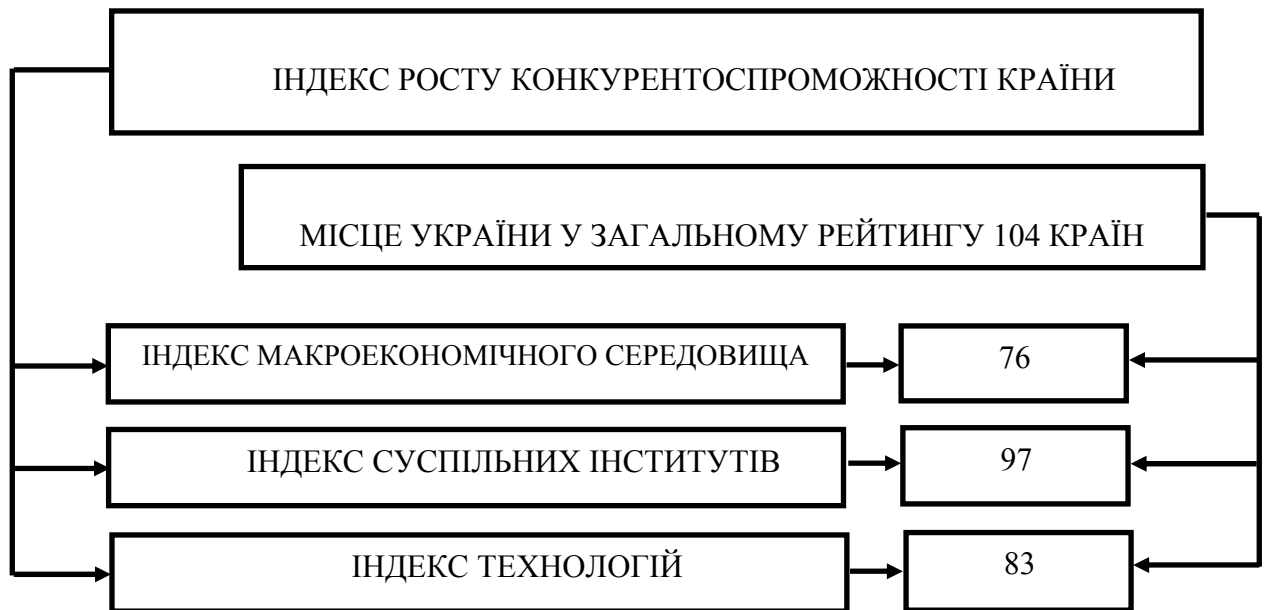 ІНДЕКС РОСТУ КОНКУРЕНТОСПРОМОЖНОСТІ КРАЇНИ
МІСЦЕ УКРАЇНИ У ЗАГАЛЬНОМУ РЕЙТИНГУ 104 КРАЇН
ІНДЕКС МАКРОЕКОНОМІЧНОГО СЕРЕДОВИЩА
76
ІНДЕКС СУСПІЛЬНИХ ІНСТИТУТІВ
97
ІНДЕКС ТЕХНОЛОГІЙ
83